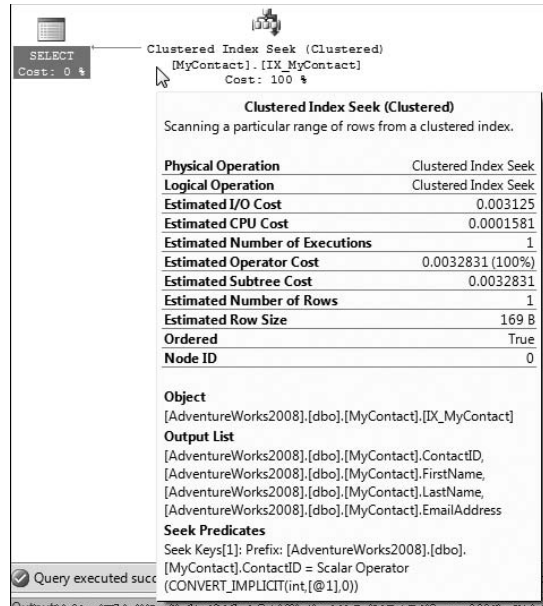 SELECT
Cost: 0 %
Clustered Index Seek (Clustered)
[MyContact].[IX_MyContact]
Cost: 100 %
Clustered Index Seek (Clustered)
Scanning a particular range of rows from a clustered index.
Physical Operation Clustered Index Seek
Logical Operation Clustered Index Seek
Estimated I/O Cost 0.003125
Estimated CPU Cost 0.0001581
Estimated Number of Executions 1
Estimated Operator Cost 0.0032831 (100%)
Estimated Subtree Cost 0.0032831
Estimated Number of Rows 1
Estimated Row Size 169 B
Ordered True
Node ID 0
Object
[AdventureWorks2008].[dbo].[MyContact].[IX_MyContact]
Output List
[AdventureWorks2008].[dbo].[MyContact].ContactID,
[AdventureWorks2008].[dbo].[MyContact].FirstName,
[AdventureWorks2008].[dbo].[MyContact].LastName,
[AdventureWorks2008].[dbo].[MyContact].EmailAddress
Seek Predicates
Seek Keys[1]: Prefix: [AdventureWorks2008].[dbo].
[MyContact].ContactID = Scalar Operator
(CONVERT_IMPLICIT(int,[@1],0))
Query executed succ